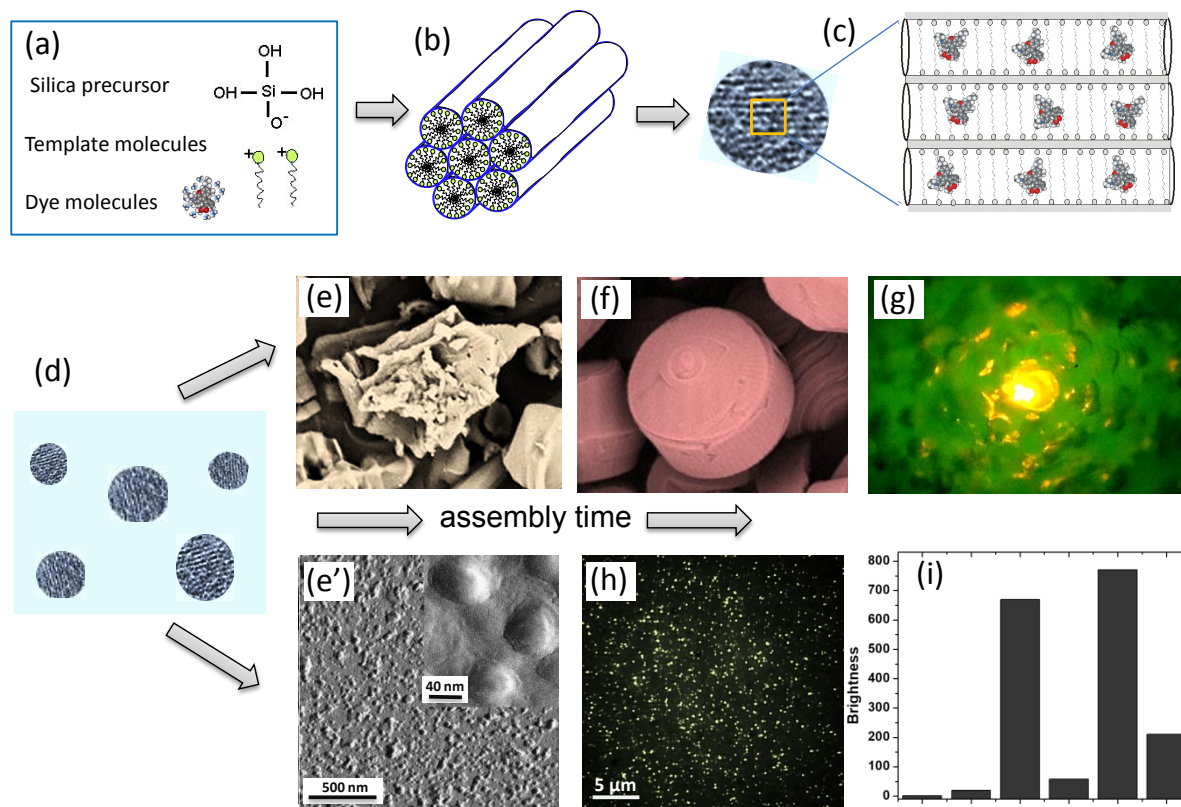 (a)
Silica precursor
OH
OH
Si
OH
O-
Template molecules
+
+
Dye molecules
(b)
(c)
(d)
(e)
(f)
(g)
assembly time
(e')
40 nm
500 nm
(h)
5 µm
(i)
Brightness
800
700
600
500
400
300
200
100
0